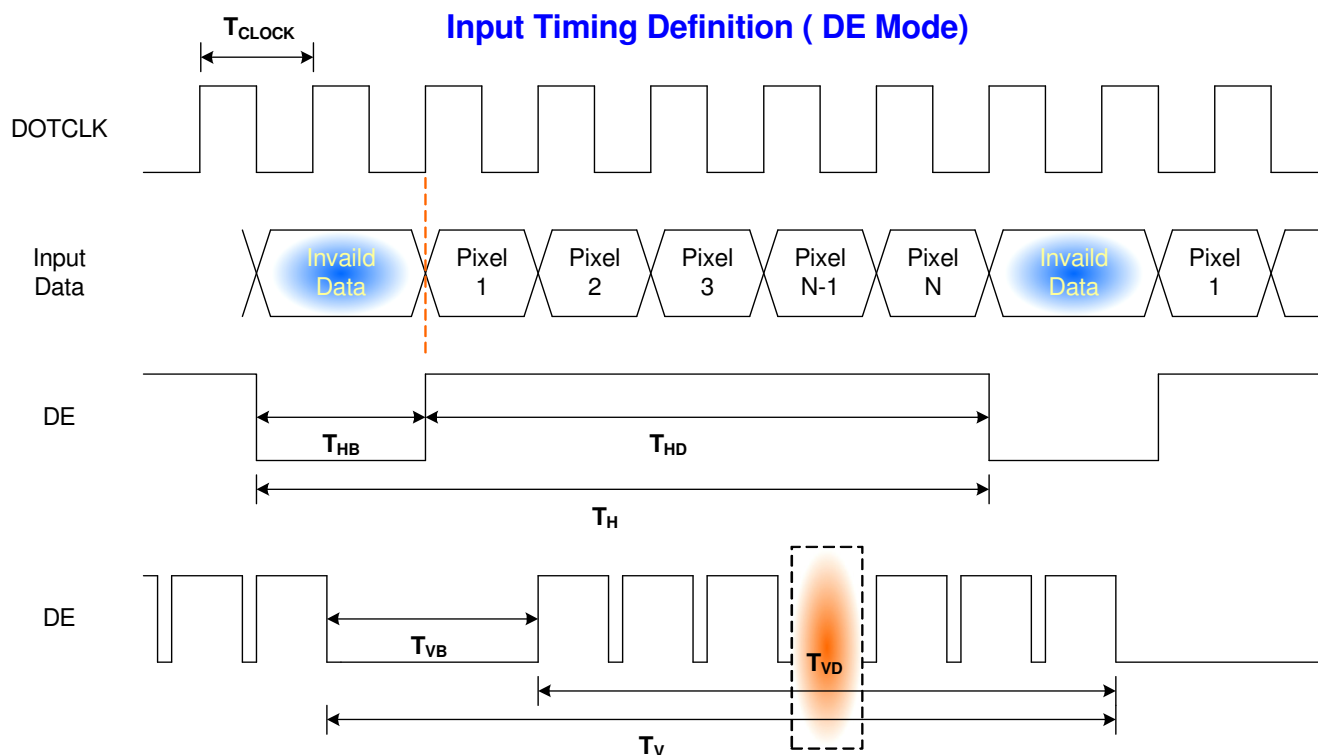 Input Timing Definition ( DE Mode)
TCLOCK
DOTCLK
Input
Data
Invaild
Data
Pixel
1
Pixel
2
Pixel
3
Pixel
N-1
Pixel
N
Invaild
Data
Pixel
1
DE
THB
THD
TH
DE
TVB
TVD
TV